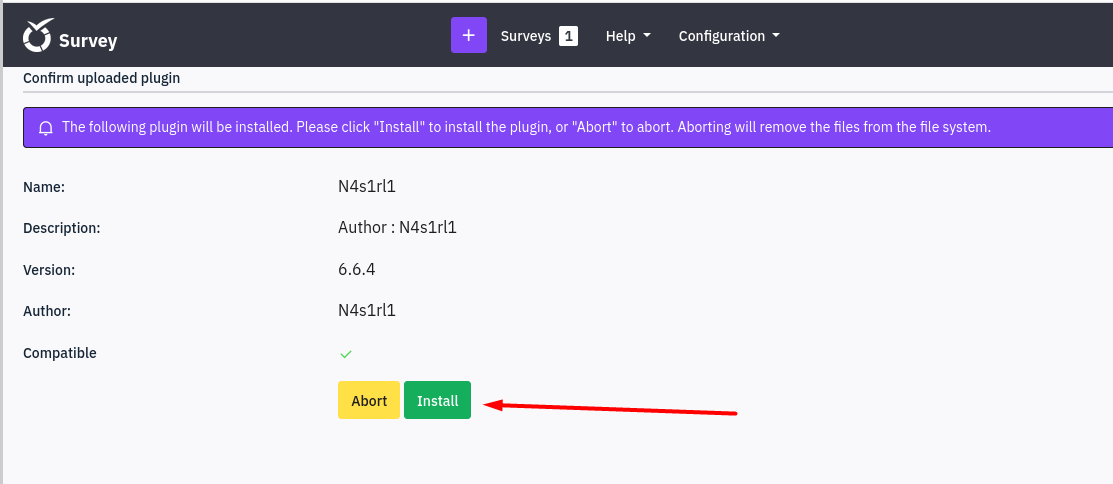 Survey + Surveys 1 Help Configuration
Confirm uploaded plugin
The following plugin will be installed. Please click "Install" to install the plugin, or "Abort" to abort. Aborting will remove the files from the file system.
Name: N4s1rl1
Description: Author : N4s1rl1
Version: 6.6.4
Author: N4s1rl1
Compatible
Abort Install